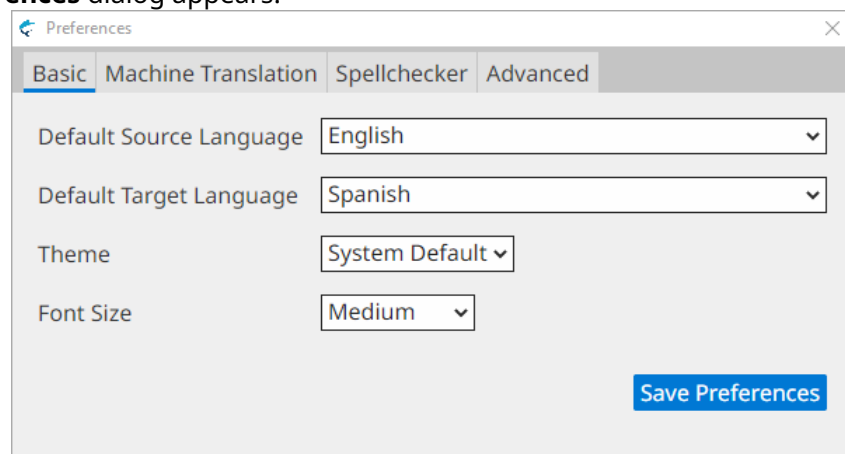 ences dialog appears.
Preferences
Basic Machine Translation Spellchecker Advanced
Default Source Language English
Default Target Language Spanish
Theme System Default
Font Size Medium
Save Preferences